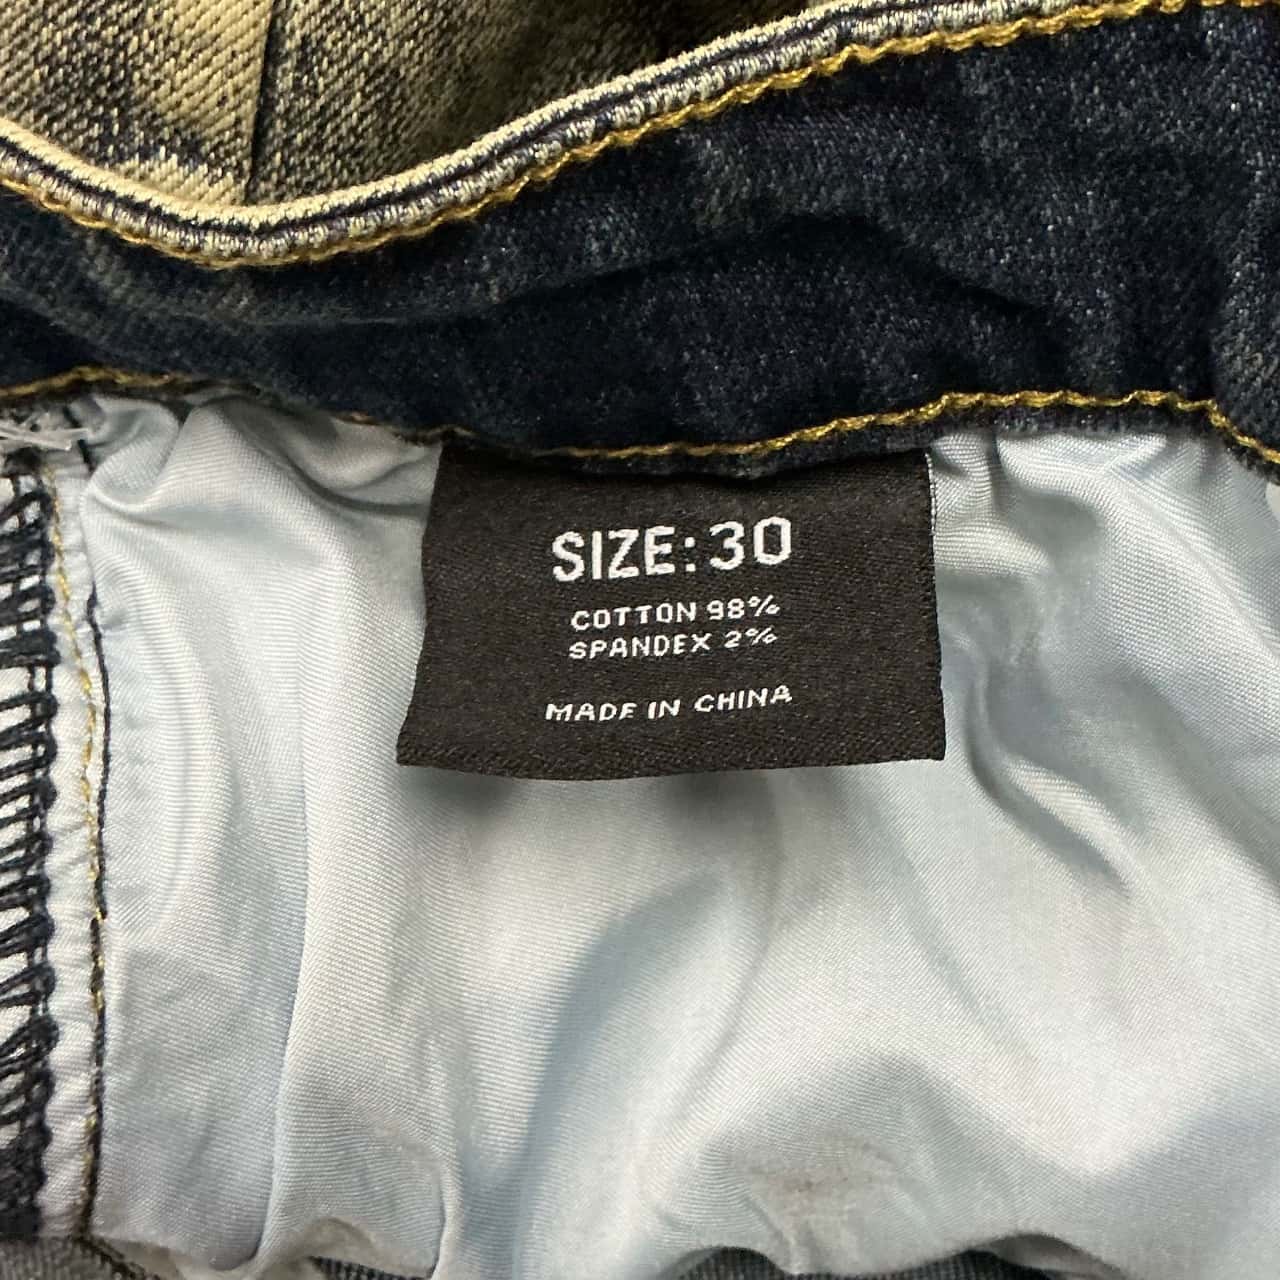 SIZE: 30
COTTON 98%
SPANDEX 2%
MADE IN CHINA